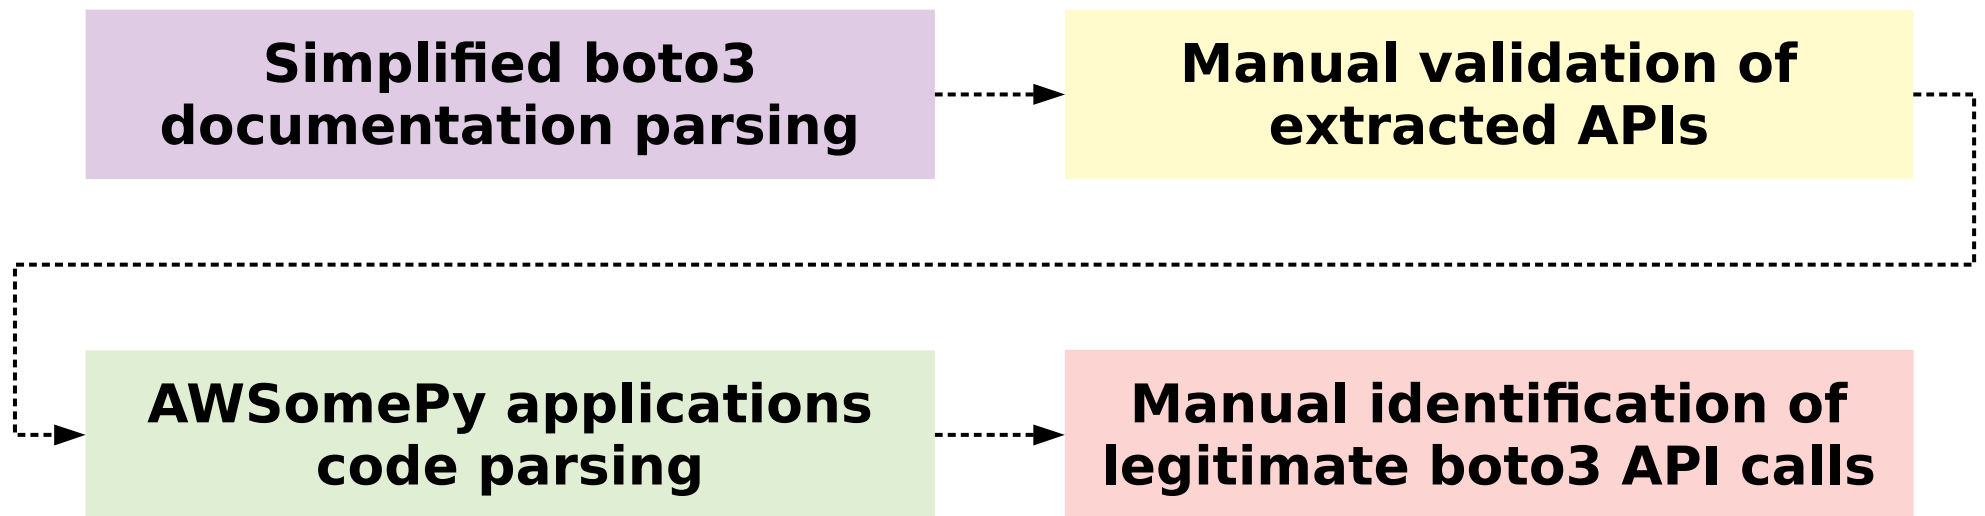 Simplified boto3
documentation parsing
Manual validation of
extracted APIs
AWSomePy applications
code parsing
Manual identification of
legitimate boto3 API calls